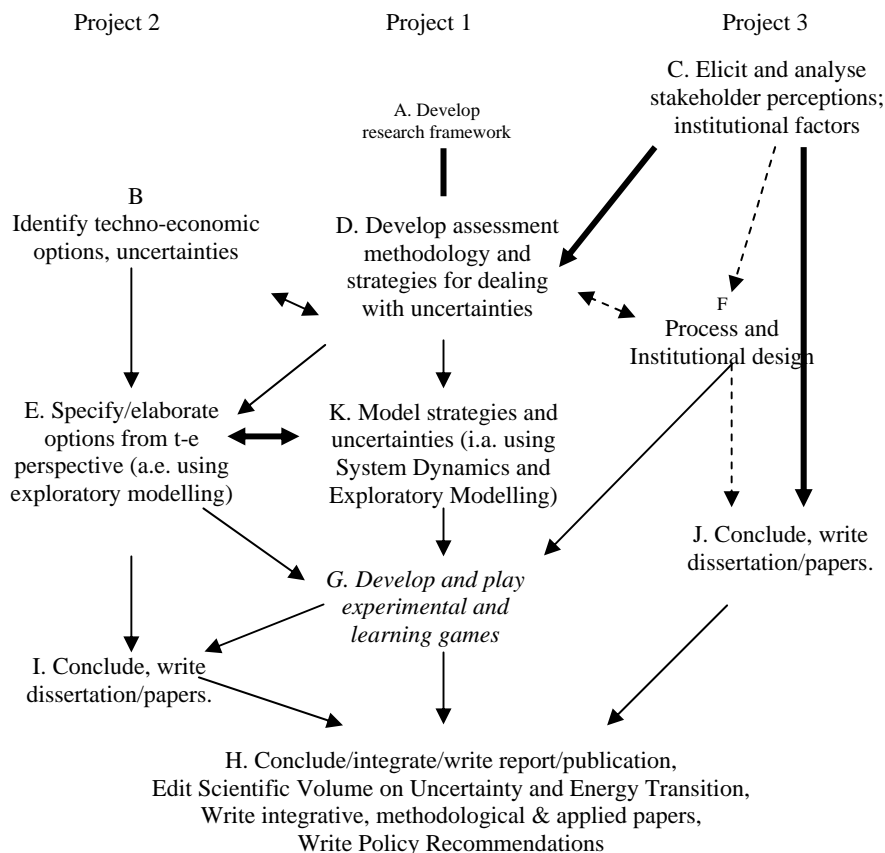 Project 2
Project 1
Project 3
C. Elicit and analyse
stakeholder perceptions;
institutional factors
A. Develop
research framework
B
Identify techno-economic
options, uncertainties
D. Develop assessment
methodology and
strategies for dealing
with uncertainties
F
Process and
Institutional design
E. Specify/elaborate
options from t-e
perspective (a.e. using
exploratory modelling)
K. Model strategies and
uncertainties (i.a. using
System Dynamics and
Exploratory Modelling)
J. Conclude, write
dissertation/papers.
G. Develop and play
experimental and
learning games
I. Conclude, write
dissertation/papers.
H. Conclude/integrate/write report/publication,
Edit Scientific Volume on Uncertainty and Energy Transition,
Write integrative, methodological & applied papers,
Write Policy Recommendations